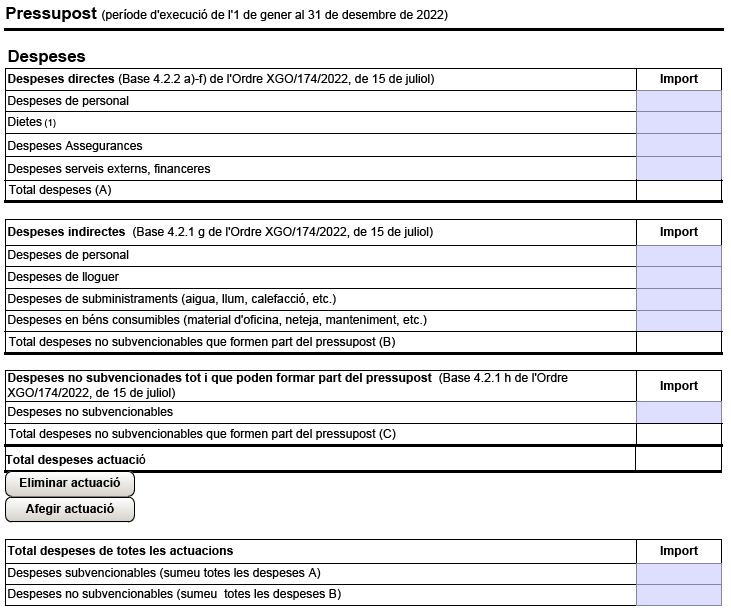 Pressupost (període d'execució de l'1 de gener al 31 de desembre de 2022)
Despeses
Despeses directes (Base 4.2.2 a)-f) de l'Ordre XGO/174/2022, de 15 de juliol) Import
Despeses de personal
Dietes (1)
Despeses Assegurances
Despeses serveis externs, financeres
Total despeses (A)
Despeses indirectes (Base 4.2.1 g de l'Ordre XGO/174/2022, de 15 de juliol) Import
Despeses de personal
Despeses de lloguer
Despeses de subministraments (aigua, llum, calefacció, etc.)
Despeses en béns consumibles (material d'oficina, neteja, manteniment, etc.)
Total despeses no subvencionables que formen part del pressupost (B)
Despeses no subvencionades tot i que poden formar part del pressupost (Base 4.2.1 h de l'Ordre
XGO/174/2022, de 15 de juliol) Import
Despeses no subvencionables
Total despeses no subvencionables que formen part del pressupost (C)
Total despeses actuació
Eliminar actuació
Afegir actuació
Total despeses de totes les actuacions Import
Despeses subvencionables (sumeu totes les despeses A)
Despeses no subvencionables (sumeu totes les despeses B)